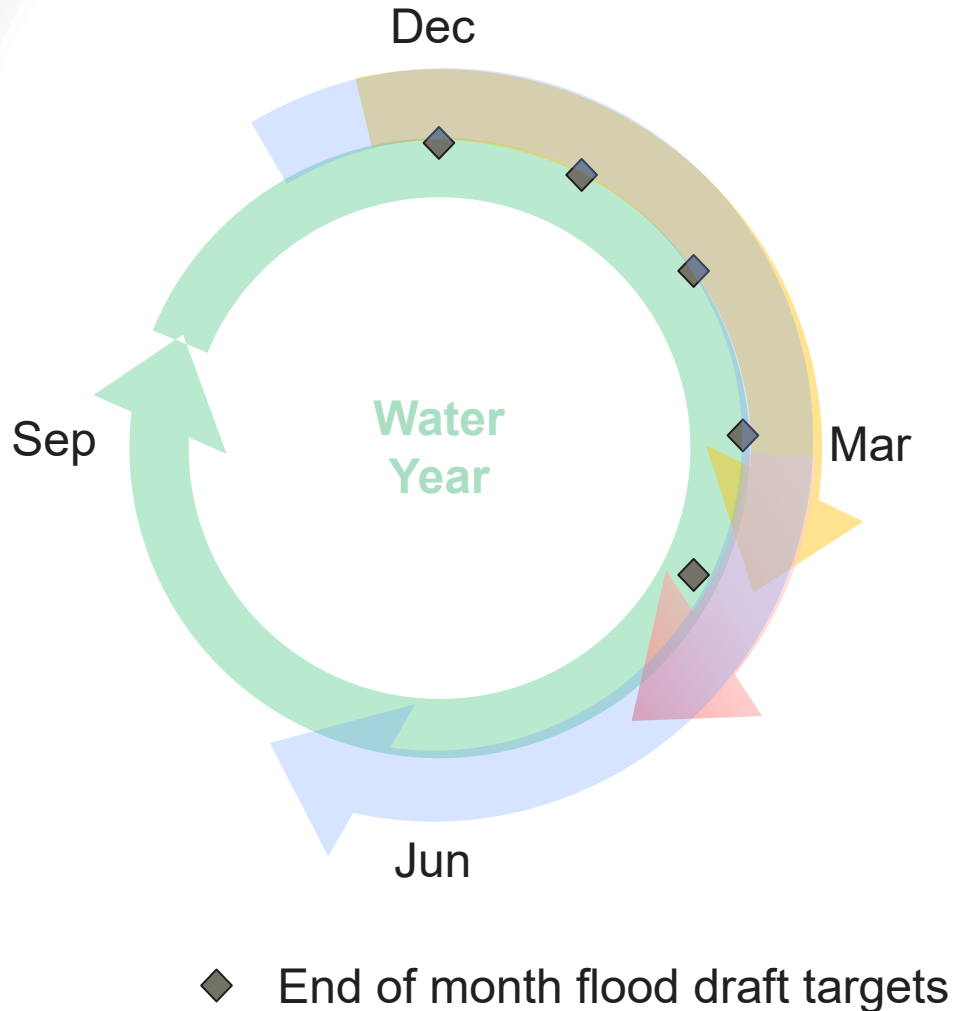 Dec
Sep
Water
Year
Mar
Jun
End of month flood draft targets